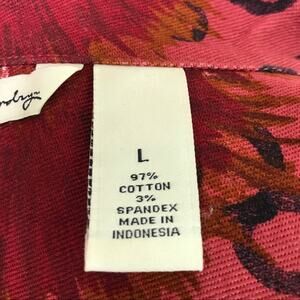 L
97%
COTTON
3%
SPANDEX
MADE IN
INDONESIA